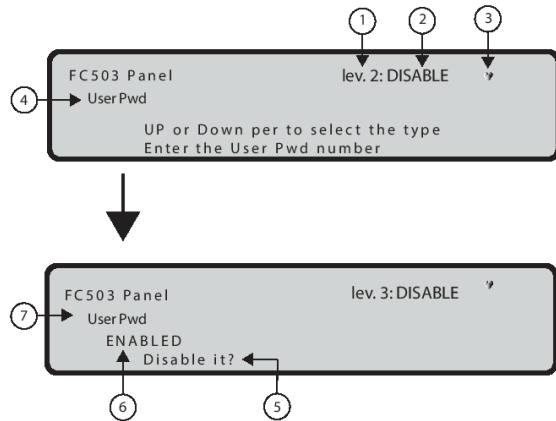 1 2 3
FC503 Panel lev. 2: DISABLE
4 User Pwd
UP or Down per to select the type
Enter the User Pwd number
FC503 Panel lev. 3: DISABLE
7 User Pwd
ENABLED
Disable it?
6 5